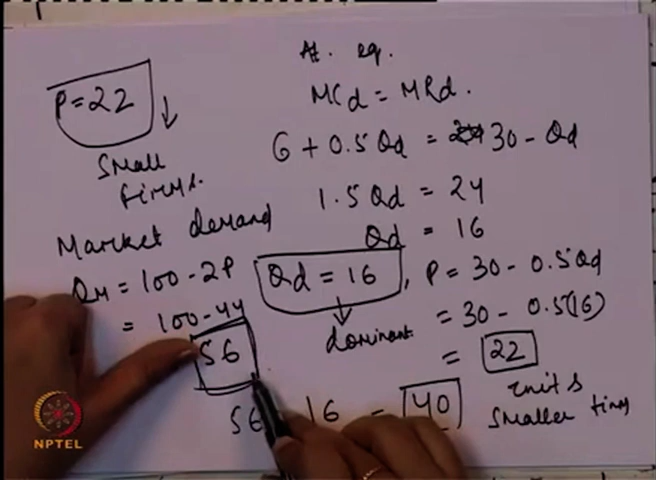 At. eq.
MCd = MRd.
P=22
6 + 0.5Qd = 30 - Qd
Small
firms.
1.5Qd = 24
Qd = 16
Market demand
QM = 100-2P
Qd = 16, P = 30 - 0.5Qd
= 100-44
dominant.
= 30 - 0.5(16)
56
= 22
56 - 16 = 40 units
smaller firms
NPTEL